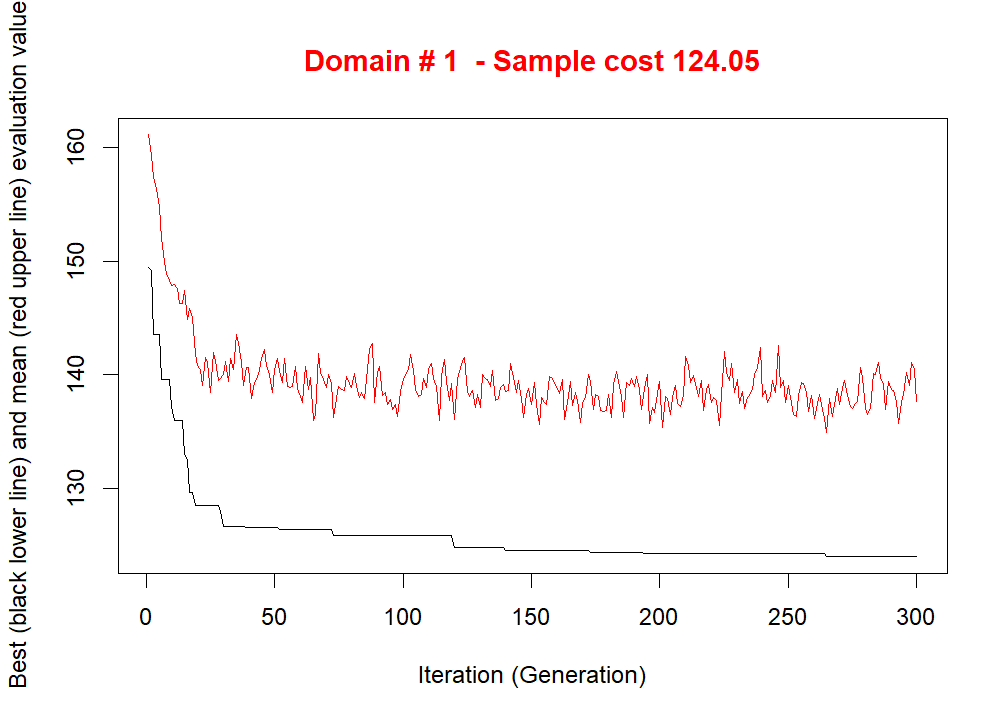 Domain # 1  - Sample cost 124.05
Best (black lower line) and mean (red upper line) evaluation value
160
150
140
130
0 50 100 150 200 250 300
Iteration (Generation)